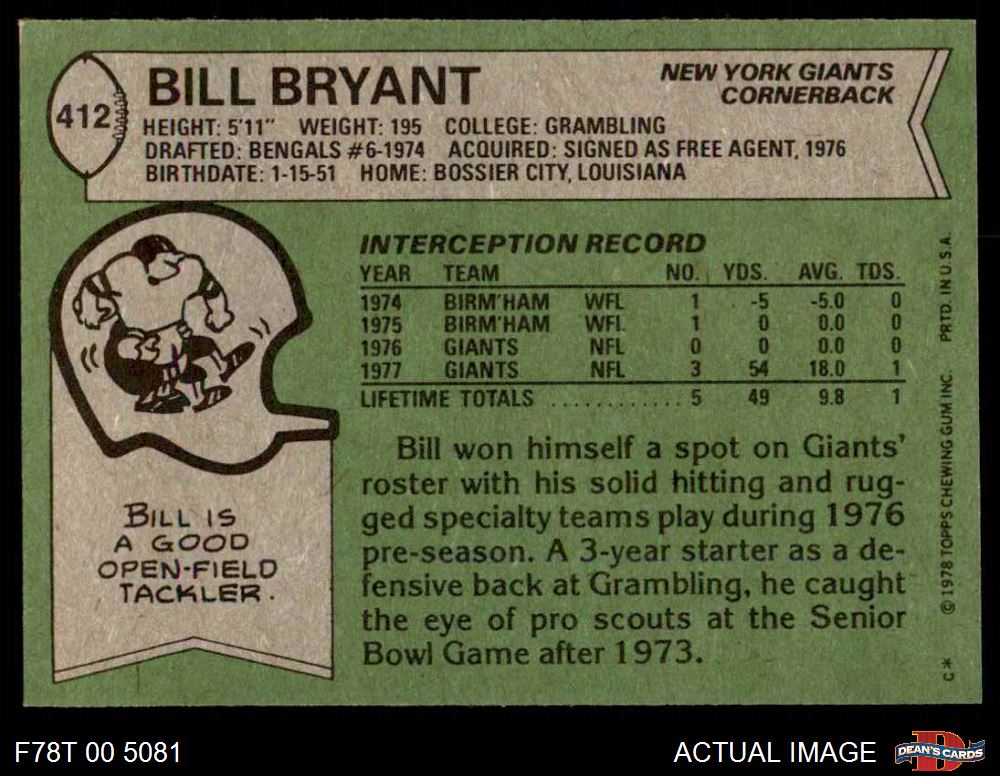 412
BILL BRYANT
NEW YORK GIANTS
CORNERBACK
HEIGHT: 5'11" WEIGHT: 195 COLLEGE: GRAMBLING
DRAFTED: BENGALS #6-1974 ACQUIRED: SIGNED AS FREE AGENT, 1976
BIRTHDATE: 1-15-51 HOME: BOSSIER CITY, LOUISIANA
INTERCEPTION RECORD
YEAR TEAM NO. YDS. AVG. TDS.
1974 BIRM'HAM WFL 1 -5 -5.0 0
1975 BIRM'HAM WFL 1 0 0.0 0
1976 GIANTS NFL 0 0 0.0 0
1977 GIANTS NFL 3 54 18.0 1
LIFETIME TOTALS ............ 5 49 9.8 1
Bill won himself a spot on Giants'
roster with his solid hitting and rug-
ged specialty teams play during 1976
pre-season. A 3-year starter as a de-
fensive back at Grambling, he caught
the eye of pro scouts at the Senior
Bowl Game after 1973.
BILL IS
A GOOD
OPEN-FIELD
TACKLER.
C* © 1978 TOPPS CHEWING GUM INC. PRTD. IN U.S.A.
F78T 00 5081
ACTUAL IMAGE
DEAN'S CARDS